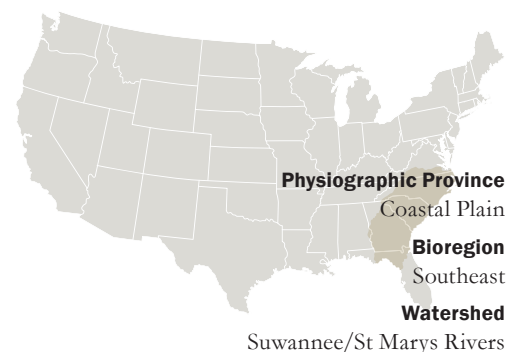 Physiographic Province
Coastal Plain
Bioregion
Southeast
Watershed
Suwannee/St Marys Rivers